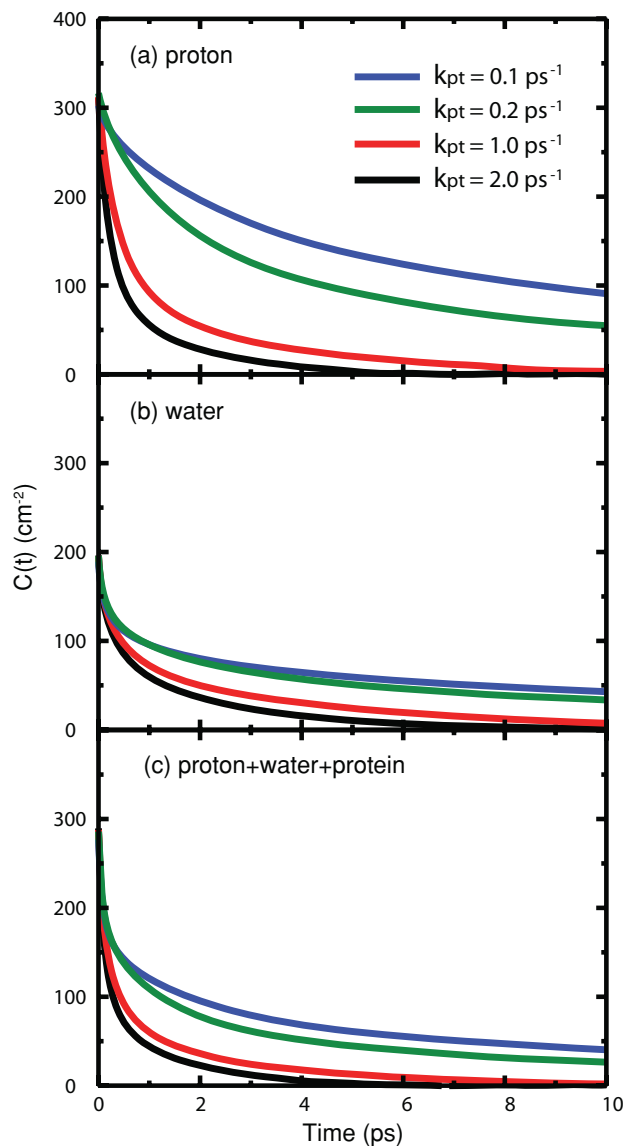 400
(a) proton
kpt = 0.1 ps-1
300
kpt = 0.2 ps-1
kpt = 1.0 ps-1
200
kpt = 2.0 ps-1
100
0
(b) water
300
C(t) (cm-2)
200
100
0
(c) proton+water+protein
300
200
100
0
0 2 4 6 8 10
Time (ps)